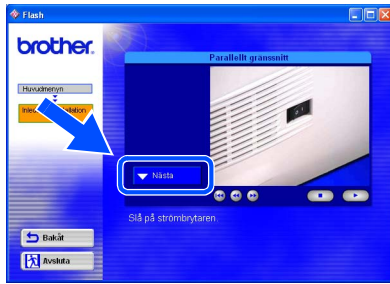 Flash
brother
Parallellt gränssnitt
Huvudmenyn
Nästa
Slå på strömbrytaren.
Bakåt
Avsluta